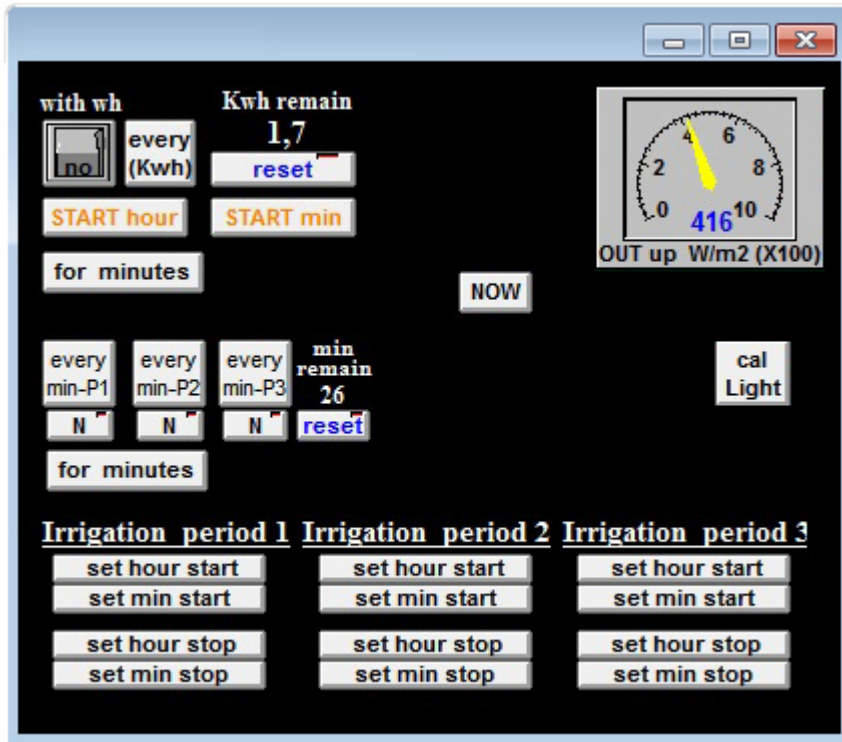 with wh
Kwh remain
1,7
1
no
every
(Kwh)
reset
START hour
START min
for minutes
NOW
0 2 4 6 8 10
416
OUT up W/m2 (X100)
every
min-P1
every
min-P2
every
min-P3
min
remain
26
N
N
N
reset
cal
Light
for minutes
Irrigation period 1
Irrigation period 2
Irrigation period 3
set hour start
set hour start
set hour start
set min start
set min start
set min start
set hour stop
set hour stop
set hour stop
set min stop
set min stop
set min stop